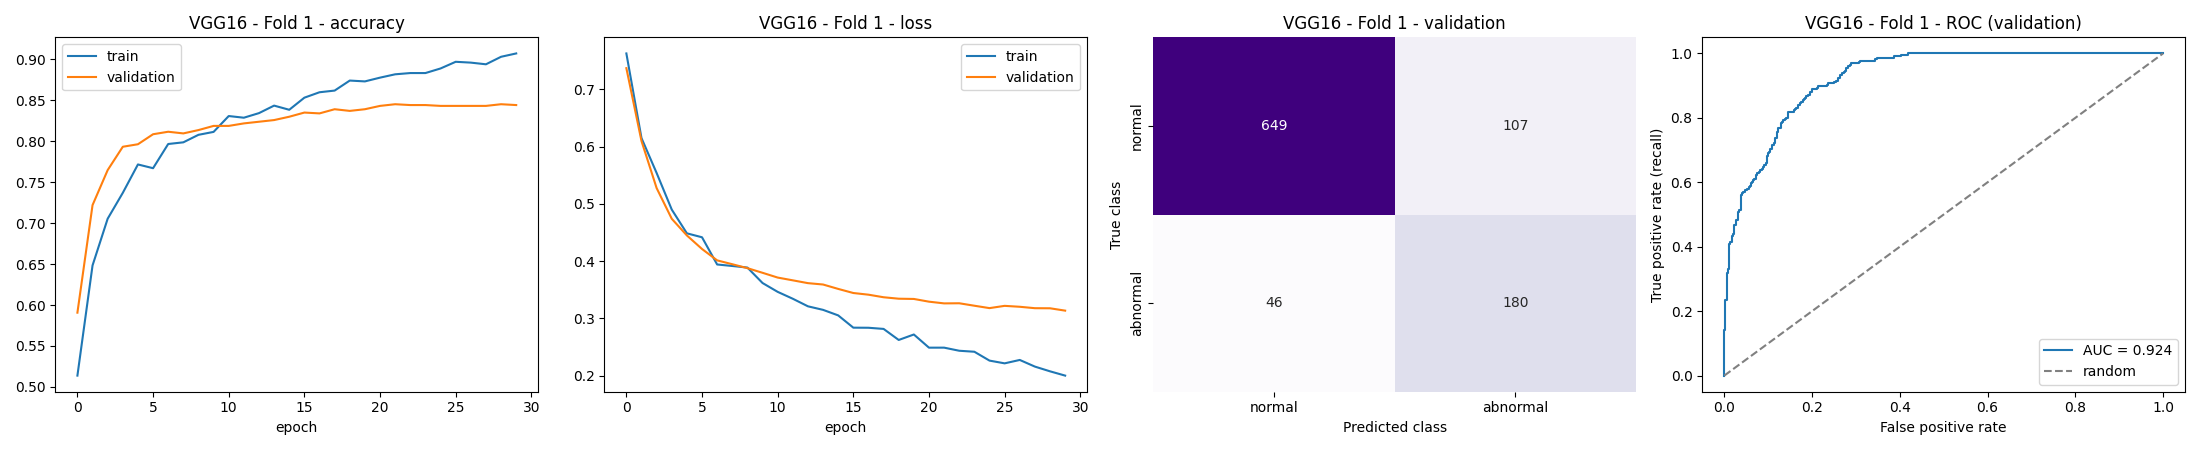 VGG16 - Fold 1 - accuracy
train
validation
0.90
0.85
0.80
0.75
0.70
0.65
0.60
0.55
0.50
0 5 10 15 20 25 30
epoch
VGG16 - Fold 1 - loss
train
validation
0.7
0.6
0.5
0.4
0.3
0.2
0 5 10 15 20 25 30
epoch
VGG16 - Fold 1 - validation
True class
normal
649 107
abnormal
46 180
normal abnormal
Predicted class
VGG16 - Fold 1 - ROC (validation)
True positive rate (recall)
1.0
0.8
0.6
0.4
0.2
0.0
AUC = 0.924
random
0.0 0.2 0.4 0.6 0.8 1.0
False positive rate